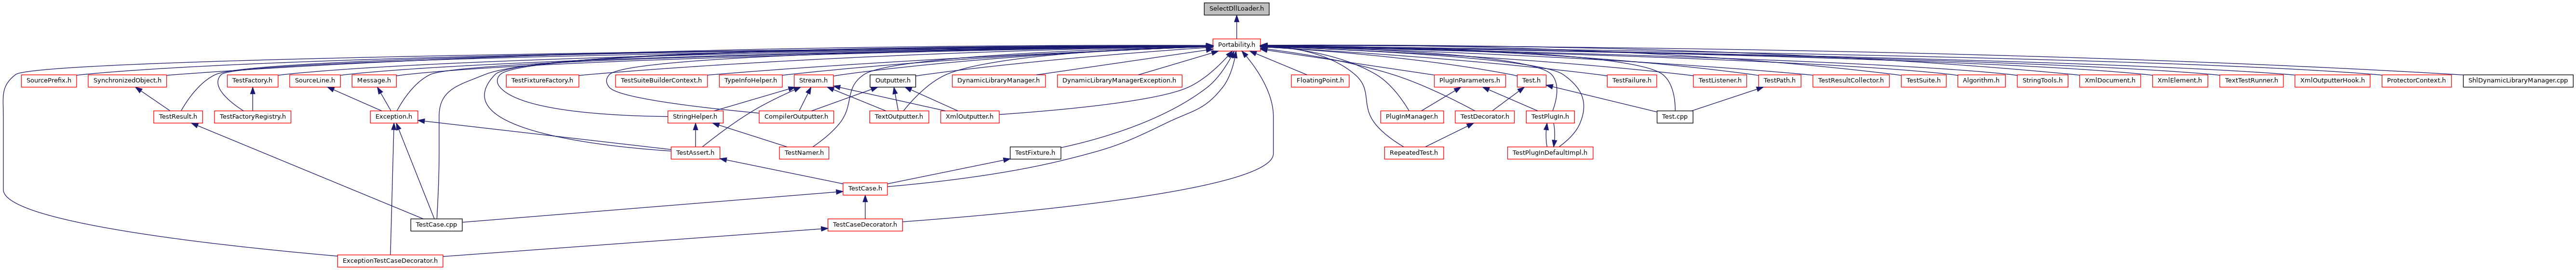 SelectDllLoader.h
Portability.h
SourcePrefix.h
SynchronizedObject.h
TestFactory.h
SourceLine.h
Message.h
TestFixtureFactory.h
TestSuiteBuilderContext.h
TypeInfoHelper.h
Stream.h
Outputter.h
DynamicLibraryManager.h
DynamicLibraryManagerException.h
FloatingPoint.h
PlugInParameters.h
Test.h
TestFailure.h
TestListener.h
TestPath.h
TestResultCollector.h
TestSuite.h
Algorithm.h
StringTools.h
XmlDocument.h
XmlElement.h
TextTestRunner.h
XmlOutputterHook.h
ProtectorContext.h
ShlDynamicLibraryManager.cpp
TestResult.h
TestFactoryRegistry.h
Exception.h
StringHelper.h
CompilerOutputter.h
TextOutputter.h
XmlOutputter.h
PlugInManager.h
TestDecorator.h
TestPlugIn.h
Test.cpp
TestAssert.h
TestNamer.h
TestFixture.h
RepeatedTest.h
TestPlugInDefaultImpl.h
TestCase.h
TestCase.cpp
TestCaseDecorator.h
ExceptionTestCaseDecorator.h